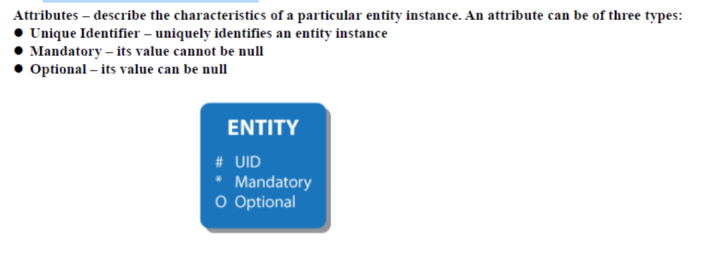 Attributes – describe the characteristics of a particular entity instance. An attribute can be of three types:
● Unique Identifier – uniquely identifies an entity instance
● Mandatory – its value cannot be null
● Optional – its value can be null
ENTITY
# UID
* Mandatory
O Optional